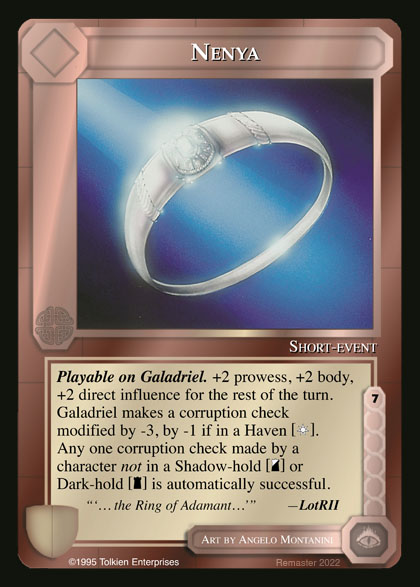 NENYA
SHORT-EVENT
Playable on Galadriel. +2 prowess, +2 body,
+2 direct influence for the rest of the turn.
Galadriel makes a corruption check
modified by -3, by -1 if in a Haven [ ].
Any one corruption check made by a
character not in a Shadow-hold [ ] or
Dark-hold [ ] is automatically successful.
7
“‘… the Ring of Adamant…’” –LotRII
ART BY ANGELO MONTANINI
©1995 Tolkien Enterprises
Remaster 2022